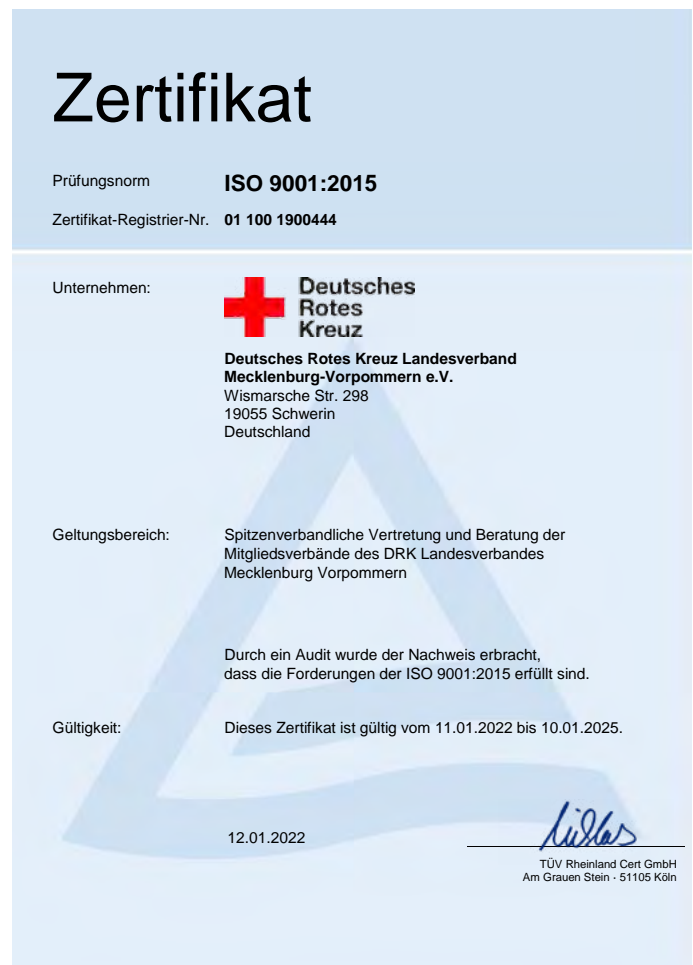 Zertifikat
Prüfungsnorm ISO 9001:2015
Zertifikat-Registrier-Nr. 01 100 1900444
Unternehmen:
Deutsches
Rotes
Kreuz
Deutsches Rotes Kreuz Landesverband
Mecklenburg-Vorpommern e.V.
Wismarsche Str. 298
19055 Schwerin
Deutschland
Geltungsbereich: Spitzenverbandliche Vertretung und Beratung der
Mitgliedsverbände des DRK Landesverbandes
Mecklenburg Vorpommern
Durch ein Audit wurde der Nachweis erbracht,
dass die Forderungen der ISO 9001:2015 erfüllt sind.
Gültigkeit: Dieses Zertifikat ist gültig vom 11.01.2022 bis 10.01.2025.
12.01.2022
TÜV Rheinland Cert GmbH
Am Grauen Stein · 51105 Köln